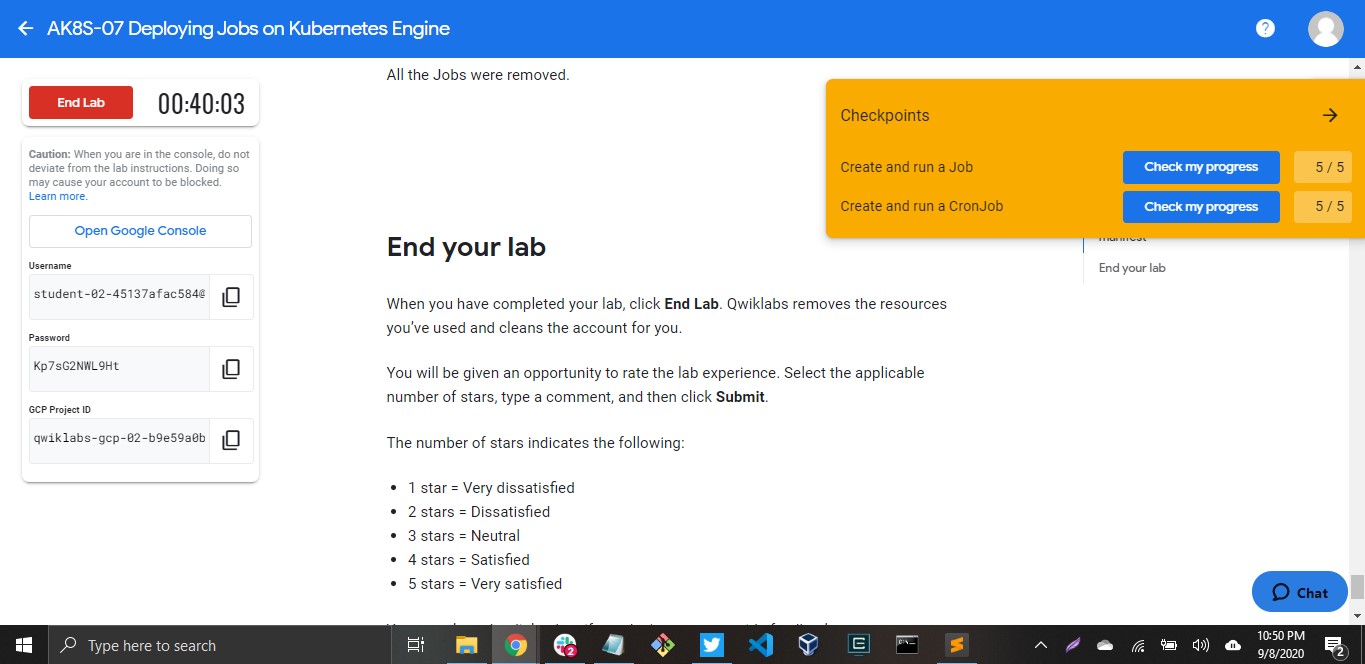 AK8S-07 Deploying Jobs on Kubernetes Engine
?
End Lab
00:40:03
Caution: When you are in the console, do not
deviate from the lab instructions. Doing so
may cause your account to be blocked.
Learn more.
Open Google Console
Username
student-02-45137afac584@
Password
Kp7sG2NWL9Ht
GCP Project ID
qwiklabs-gcp-02-b9e59a0b
All the Jobs were removed.
End your lab
When you have completed your lab, click End Lab. Qwiklabs removes the resources
you've used and cleans the account for you.
You will be given an opportunity to rate the lab experience. Select the applicable
number of stars, type a comment, and then click Submit.
The number of stars indicates the following:
• 1 star = Very dissatisfied
• 2 stars = Dissatisfied
• 3 stars = Neutral
• 4 stars = Satisfied
• 5 stars = Very satisfied
Checkpoints
Create and run a Job
Check my progress
5 / 5
Create and run a CronJob
Check my progress
5 / 5
manifest
End your lab
Chat
Type here to search
2
10:50 PM
9/8/2020
2